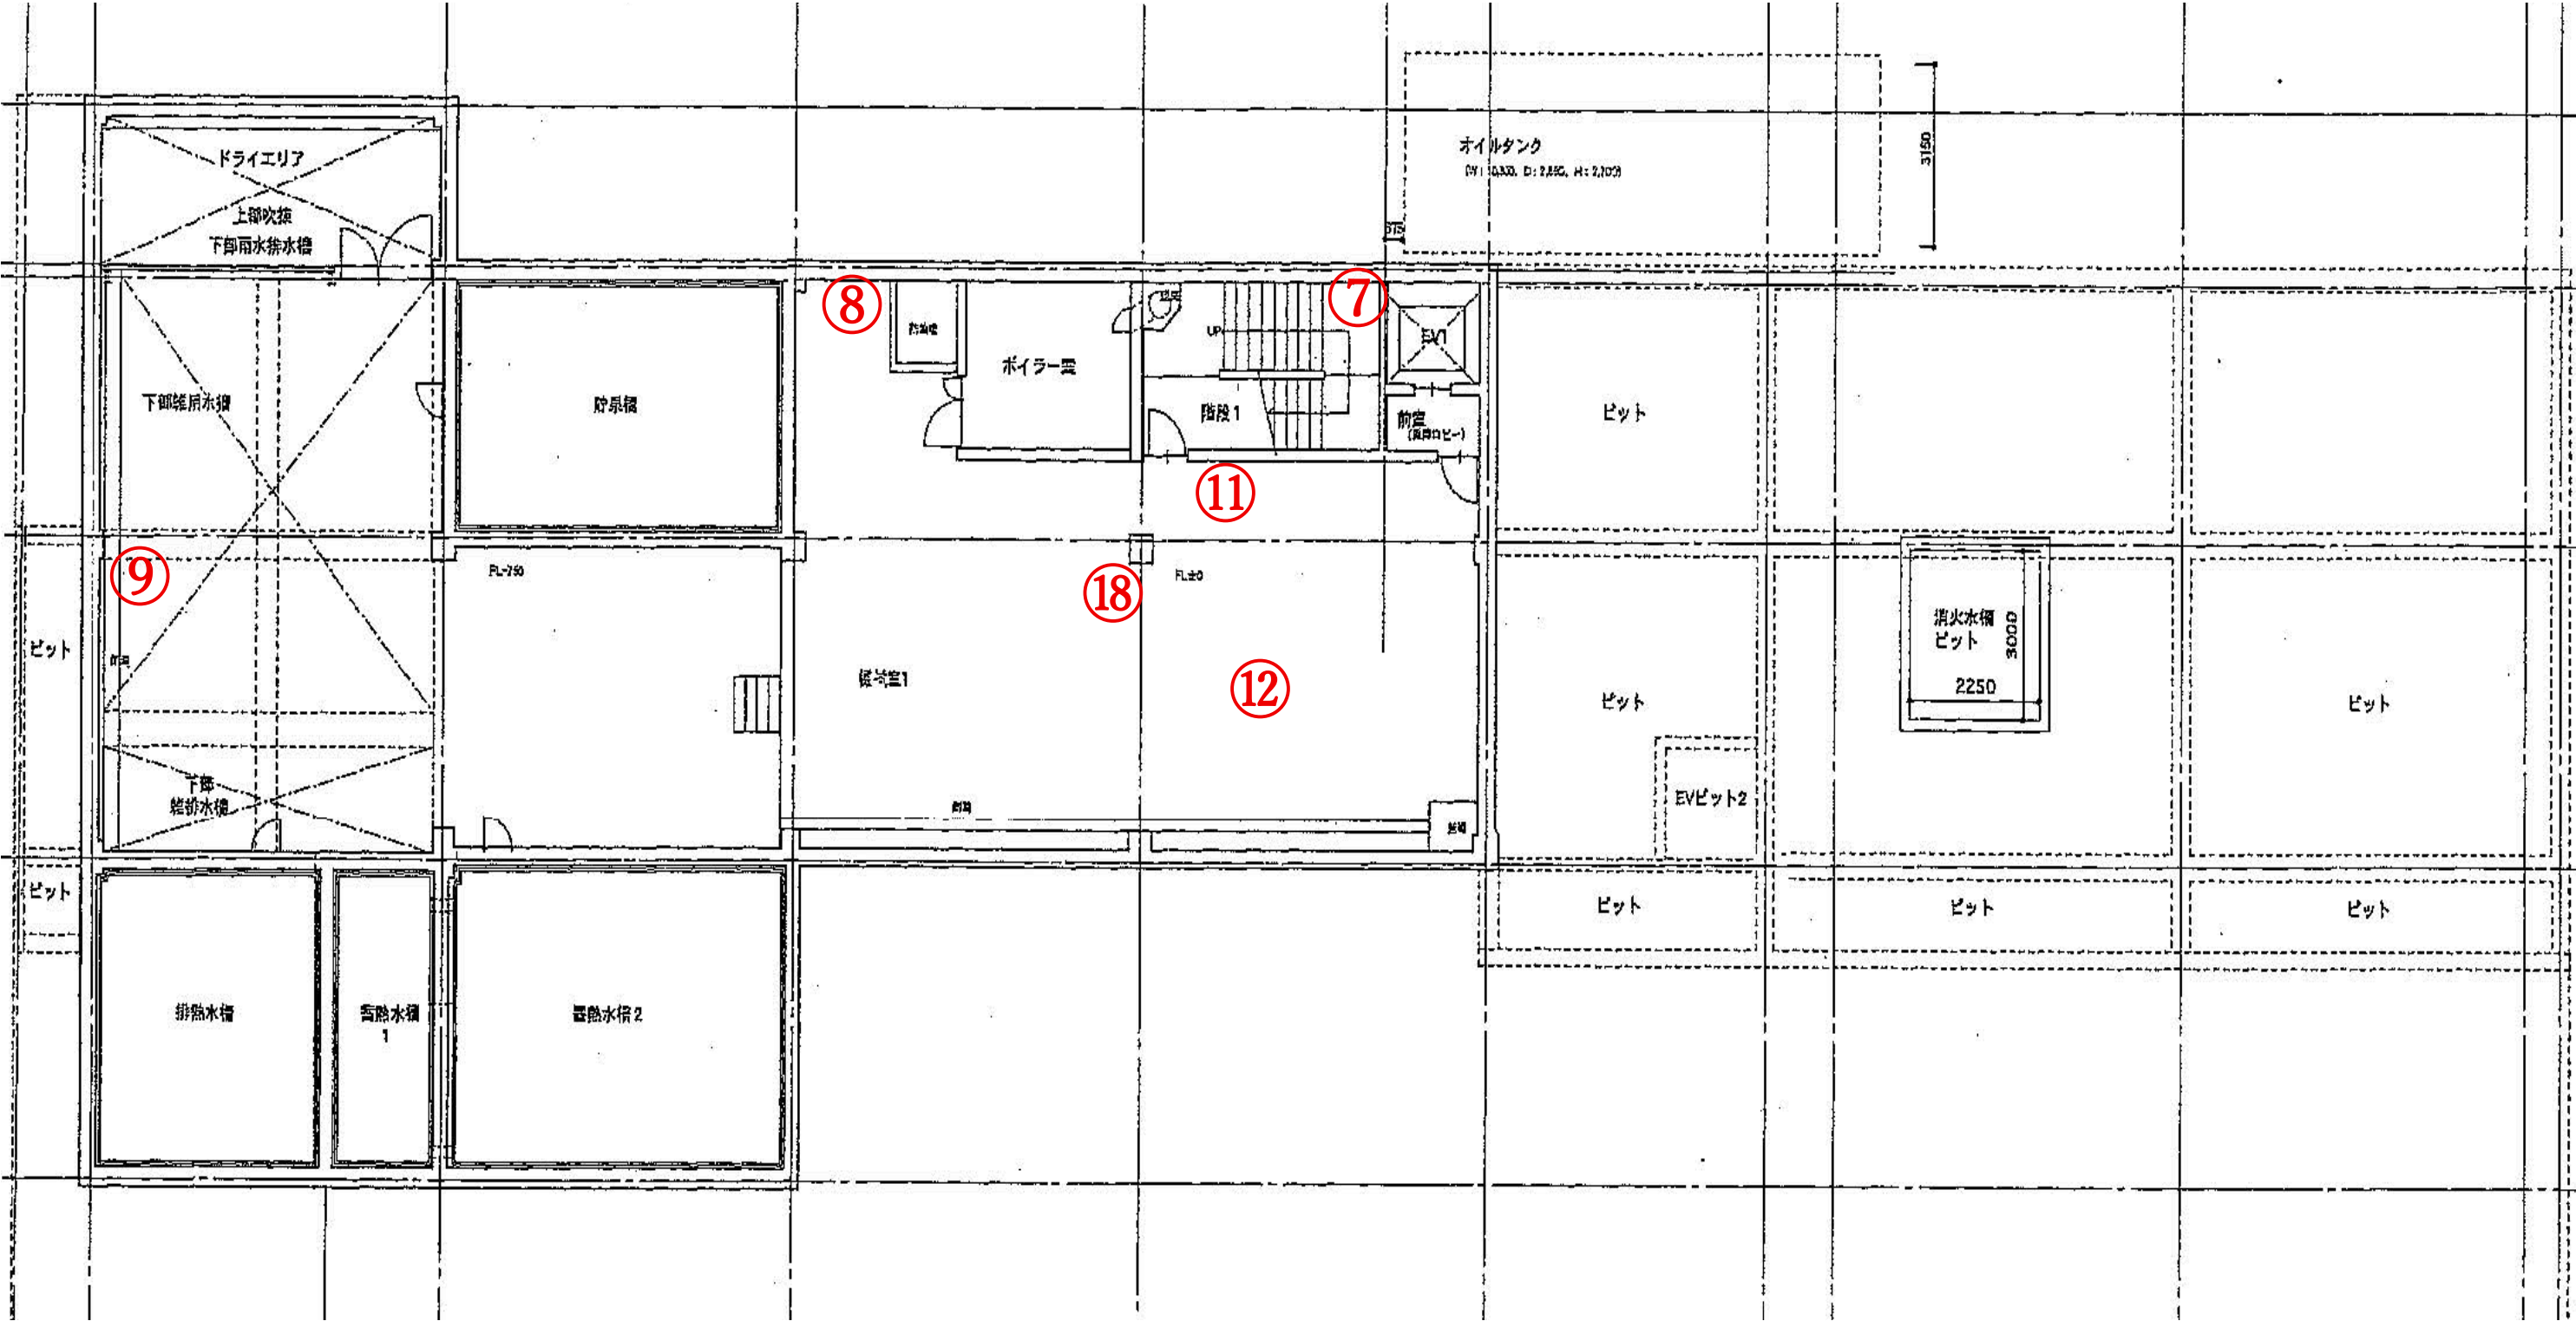 ドライエリア
上部吹抜
下部雨水排水槽
オイルタンク
3150
⑦
⑧
UP
EV1
ボイラー室
下部雑用水槽
貯泉槽
階段1
前室
ピット
⑪
⑨
FL-750
⑱
FL±0
消火水槽
ピット
3000
2250
ピット
機械室1
⑫
ピット
ピット
下部
雑排水槽
EVピット2
ピット
ピット
ピット
ピット
排熱水槽
蓄熱水槽
1
蓄熱水槽2